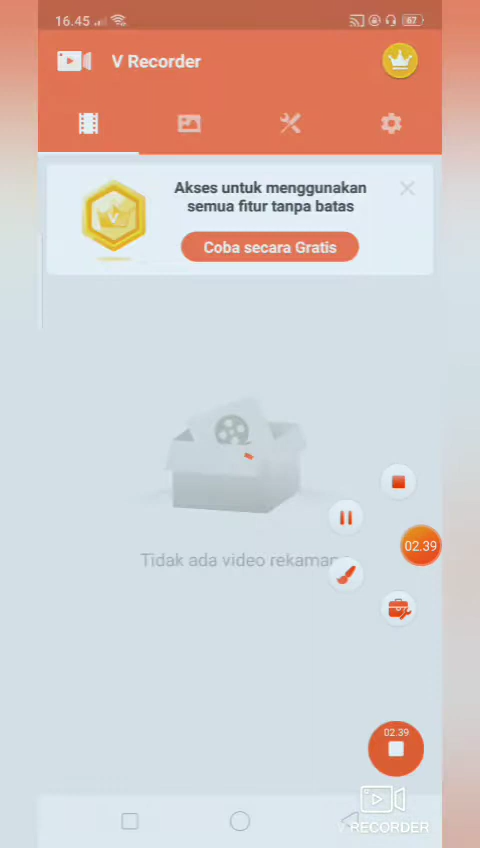 16.45
67
V Recorder
Akses untuk menggunakan
semua fitur tanpa batas
Coba secara Gratis
Tidak ada video rekaman
02.39
02.39
V RECORDER